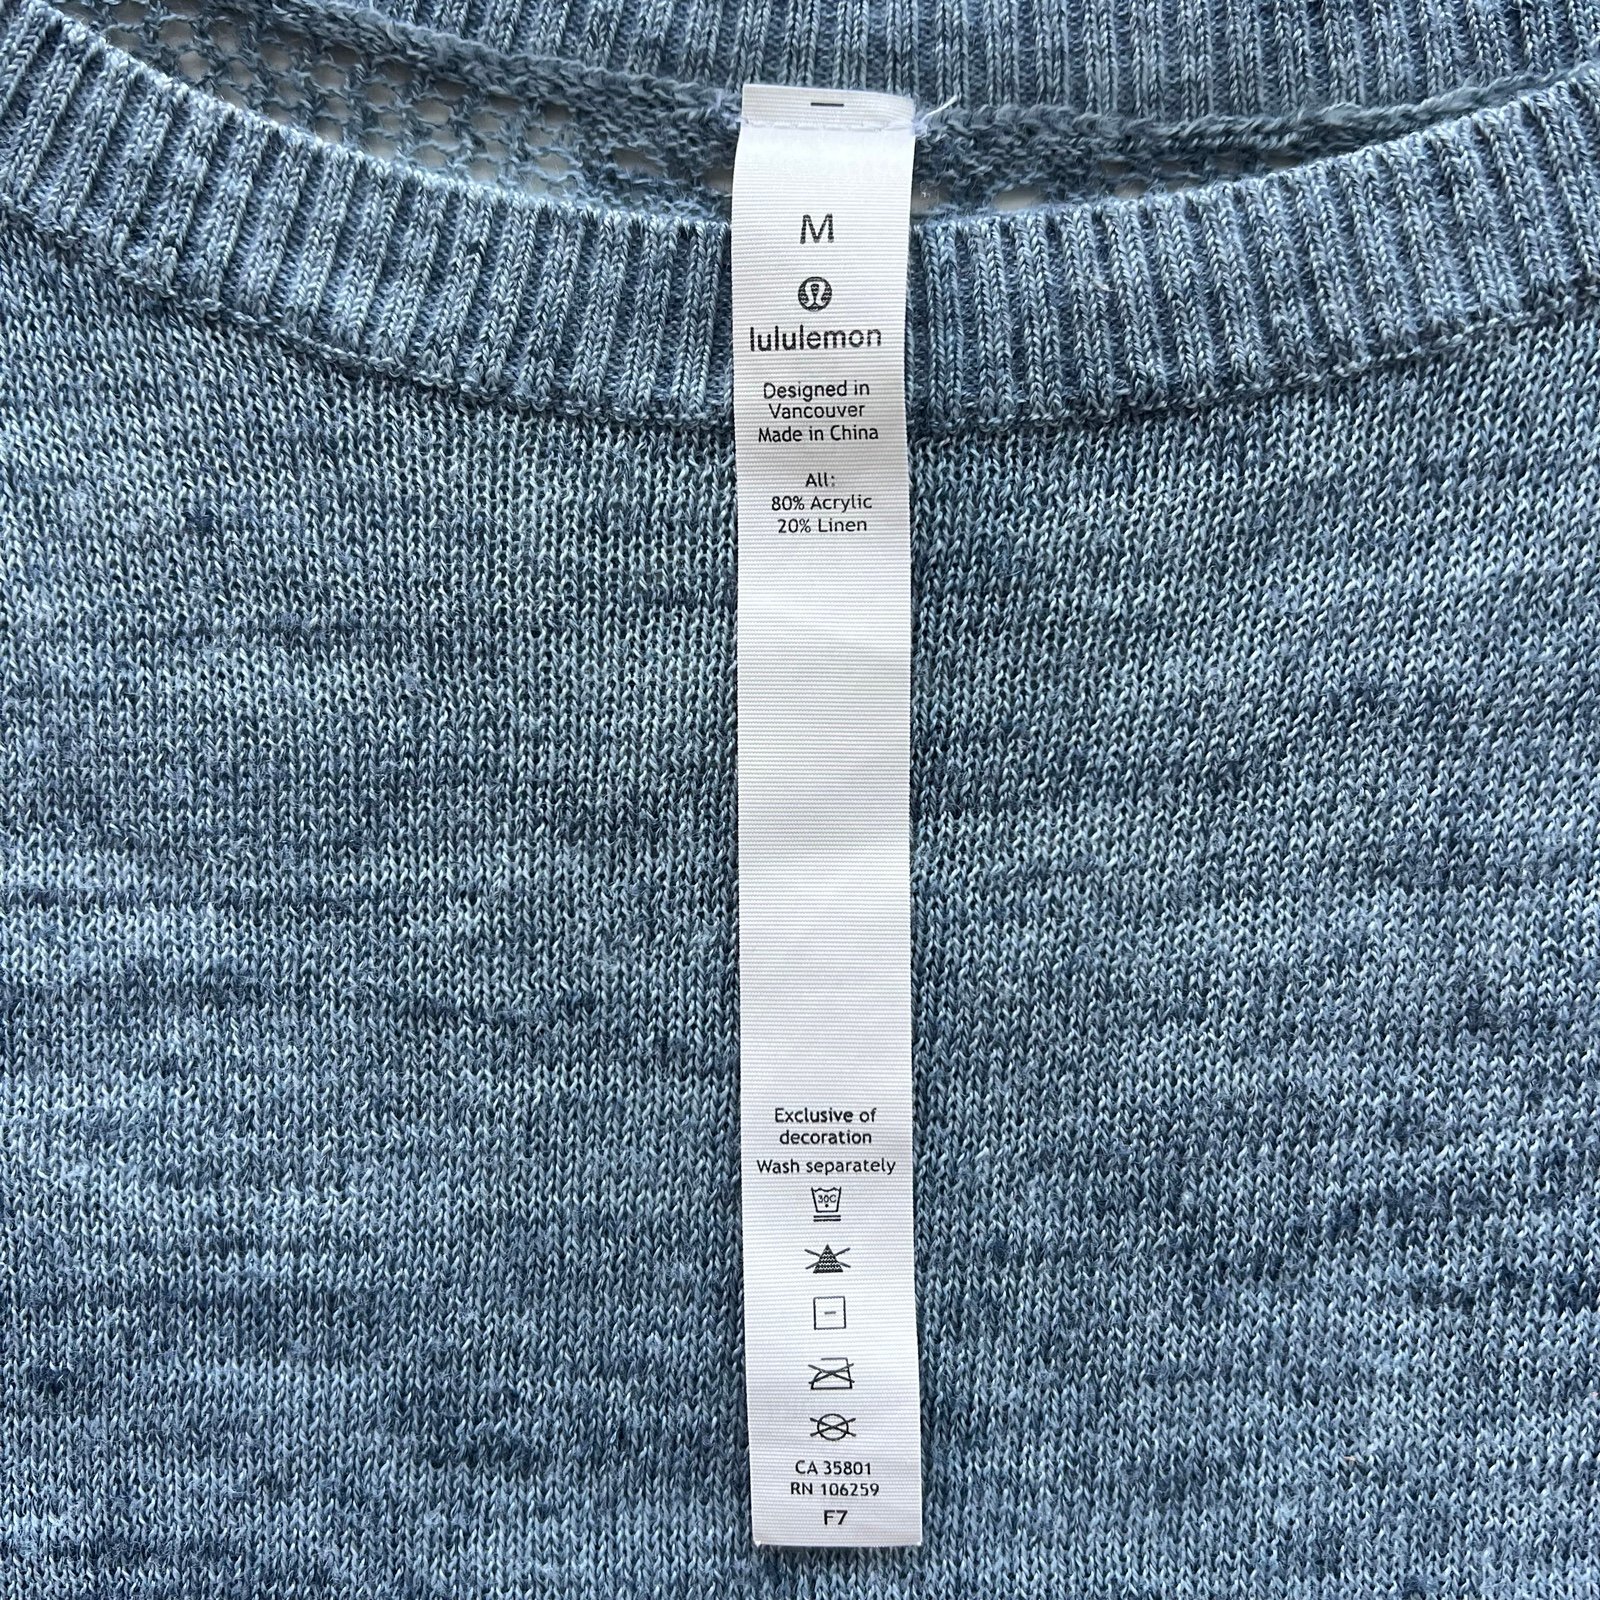 M
lululemon
Designed in
Vancouver
Made in China
All:
80% Acrylic
20% Linen
Exclusive of
decoration
Wash separately
30C
CA 35801
RN 106259
F7